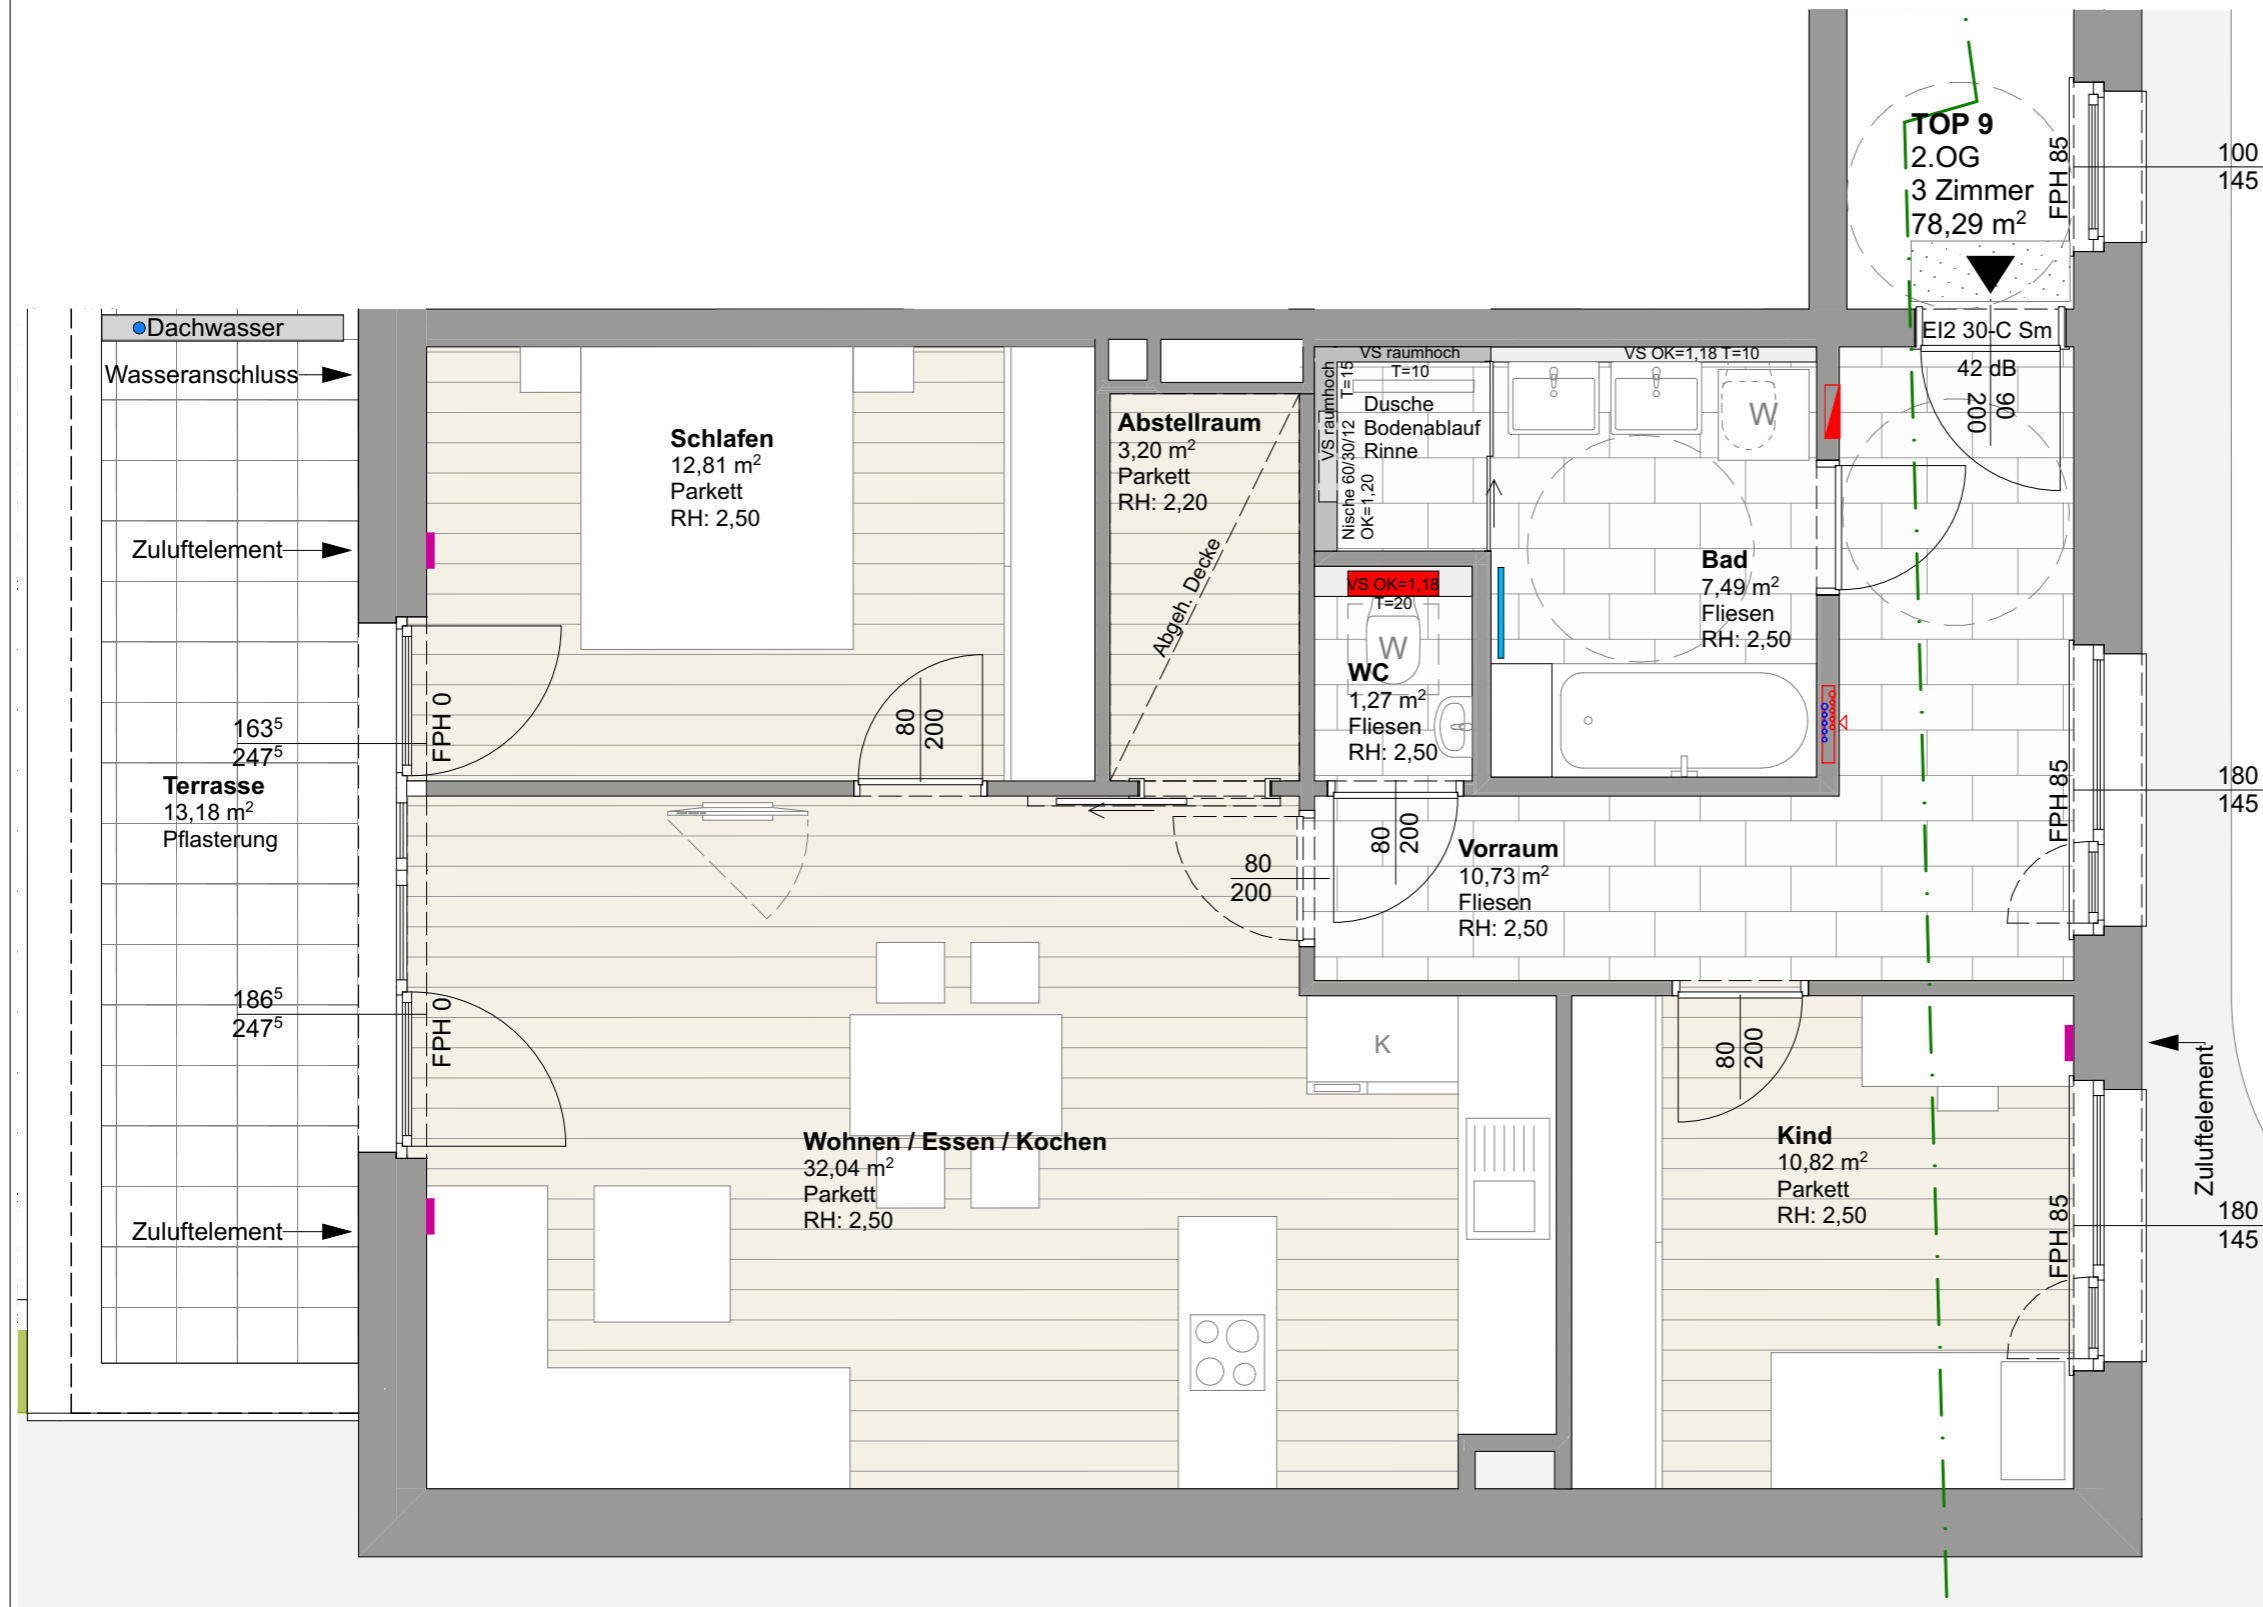 TOP 9
2.OG
3 Zimmer
78,29 m²
FPH 85
100
145
EI2 30-C Sm
42 dB
90
200
Dachwasser
Wasseranschluss
Zuluftelement
Schlafen
12,81 m²
Parkett
RH: 2,50
Abstellraum
3,20 m²
Parkett
RH: 2,20
Abgeh. Decke
VS raumhoch
T=10
VS raumhoch T=15
Nische 60/30/12
OK=1,20
Dusche
Bodenablauf
Rinne
VS OK=1,18 T=10
W
Bad
7,49 m²
Fliesen
RH: 2,50
VS OK=1,18
T=20
W
WC
1,27 m²
Fliesen
RH: 2,50
163⁵
247⁵
FPH 0
80
200
Terrasse
13,18 m²
Pflasterung
80
200
80
200
Vorraum
10,73 m²
Fliesen
RH: 2,50
FPH 85
180
145
186⁵
247⁵
FPH 0
K
80
200
Zuluftelement
Wohnen / Essen / Kochen
32,04 m²
Parkett
RH: 2,50
Kind
10,82 m²
Parkett
RH: 2,50
FPH 85
180
145
Zuluftelement